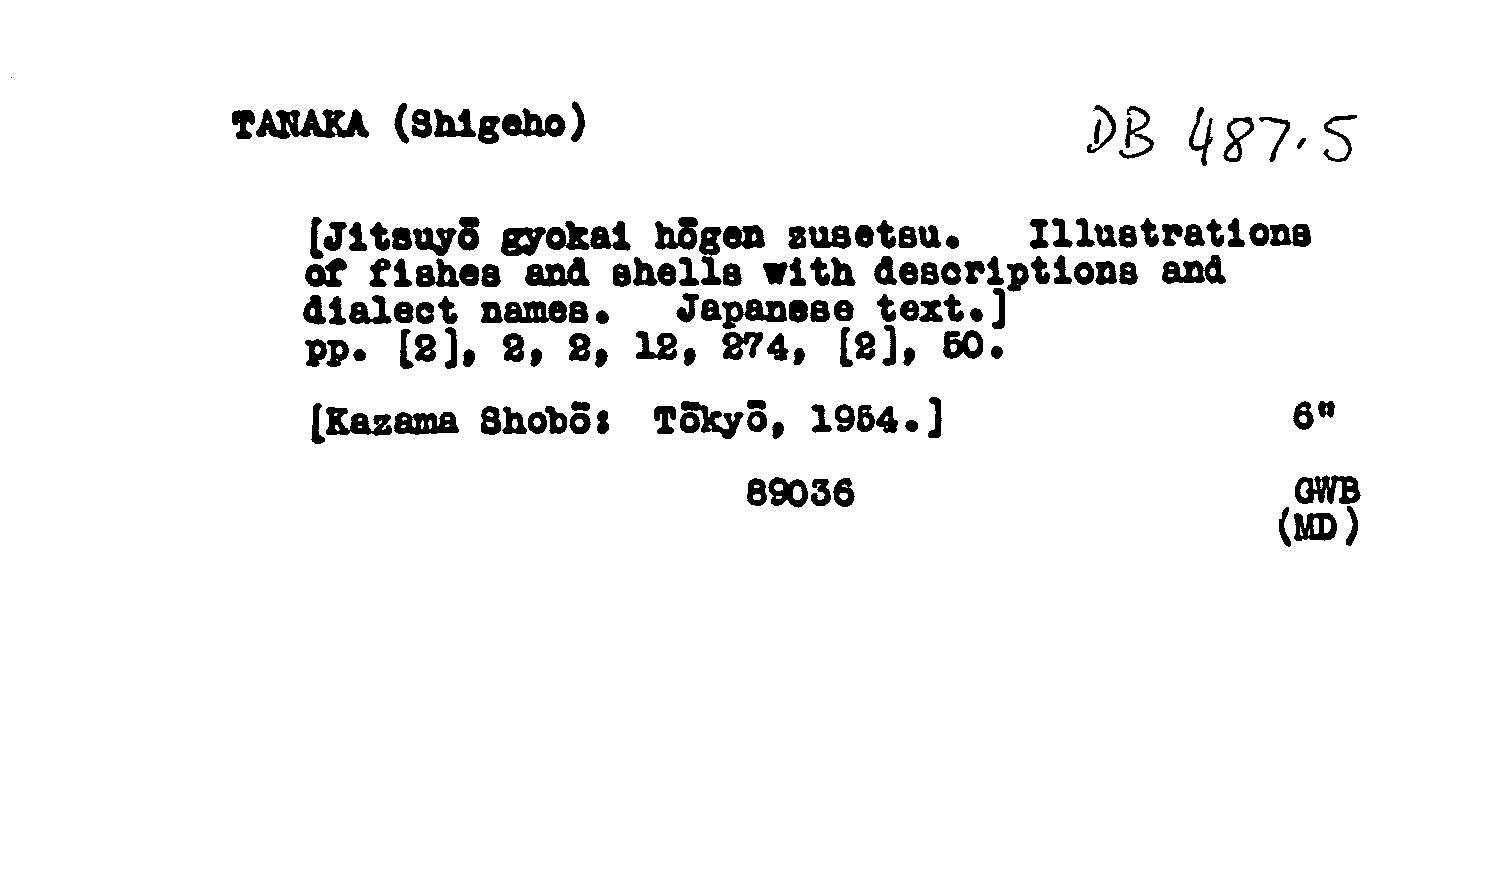 TANAKA (Shigeho)
DB 487.5
[Jitsuyō gyokai hōgen zusetsu. Illustrations
of fishes and shells with descriptions and
dialect names. Japanese text.]
pp. [2], 2, 2, 12, 274, [2], 50.
[Kazama Shobō: Tōkyō, 1954.] 6"
89036 GWB
(MD)